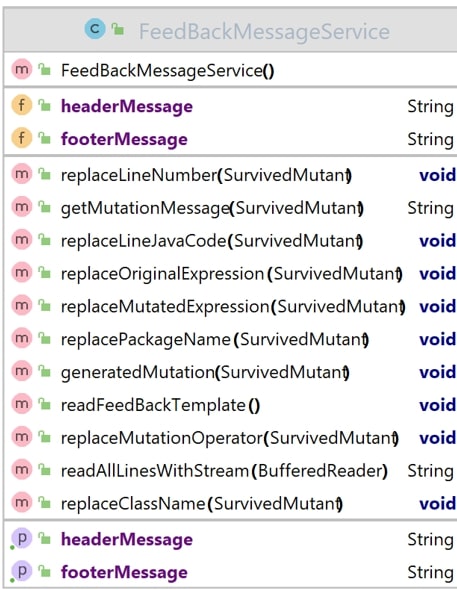 C FeedBackMessageService
m FeedBackMessageService()
f headerMessage String
f footerMessage String
m replaceLineNumber(SurvivedMutant) void
m getMutationMessage(SurvivedMutant) String
m replaceLineJavaCode(SurvivedMutant) void
m replaceOriginalExpression(SurvivedMutant) void
m replaceMutatedExpression(SurvivedMutant) void
m replacePackageName(SurvivedMutant) void
m generatedMutation(SurvivedMutant) void
m readFeedBackTemplate() void
m replaceMutationOperator(SurvivedMutant) void
m readAllLinesWithStream(BufferedReader) String
m replaceClassName(SurvivedMutant) void
p headerMessage String
p footerMessage String